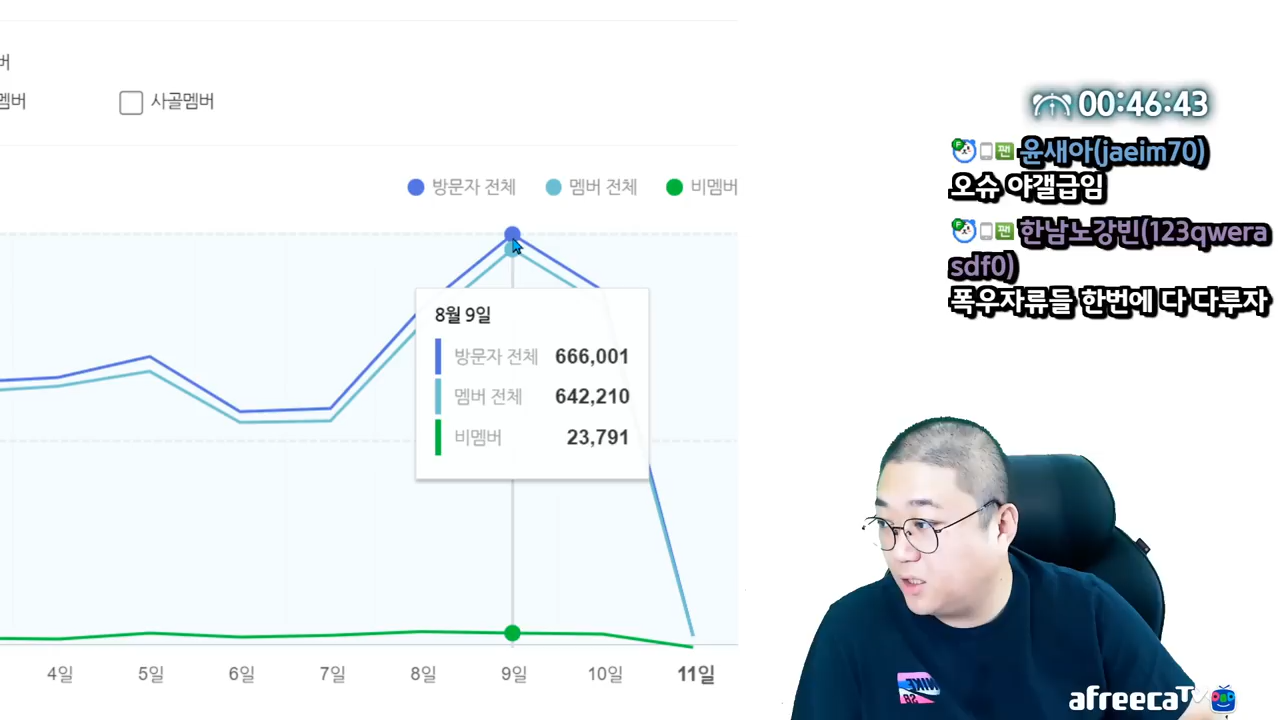 버
멤버
사골멤버
방문자 전체
멤버 전체
비멤버
8월 9일
방문자 전체 666,001
멤버 전체 642,210
비멤버 23,791
4일
5일
6일
7일
8일
9일
10일
11일
00:46:43
윤새아(jaeim70)
오슈 야갤급임
한남노강빈(123qwera
sdf0)
폭우자류들 한번에 다 다루자
NIKE
SB
afreecaTV